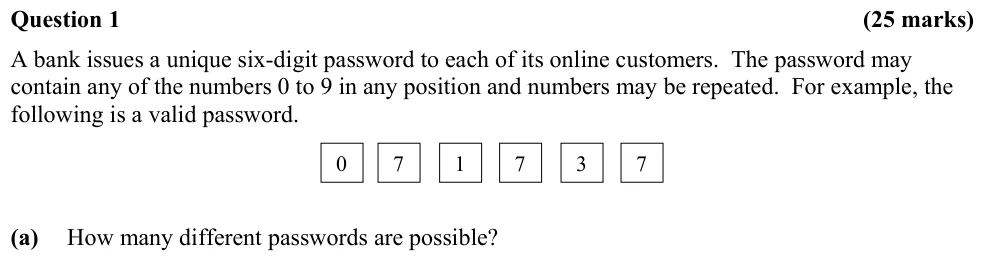 Question 1 (25 marks)
A bank issues a unique six-digit password to each of its online customers. The password may
contain any of the numbers 0 to 9 in any position and numbers may be repeated. For example, the
following is a valid password.
0 7 1 7 3 7
(a) How many different passwords are possible?